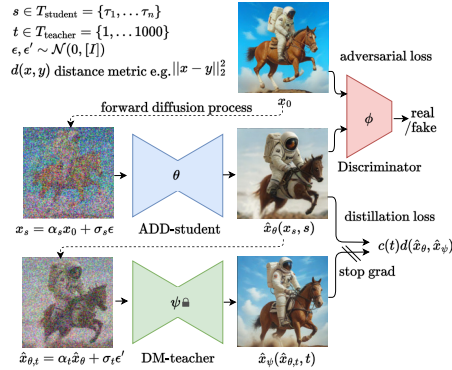 s ∈ T_student = {τ_1, … τ_n}
t ∈ T_teacher = {1, … 1000}
ϵ, ϵ′ ∼ 𝒩(0, [I])
d(x, y) distance metric e.g. ||x − y||_2^2
adversarial loss
x_0
forward diffusion process
ϕ
real
/fake
Discriminator
θ
x_s = α_s x_0 + σ_s ϵ
ADD-student
x̂_θ(x_s, s)
distillation loss
c(t)d(x̂_θ, x̂_ψ)
stop grad
ψ
x̂_θ,t = α_t x̂_θ + σ_t ϵ′
DM-teacher
x̂_ψ(x̂_θ,t, t)